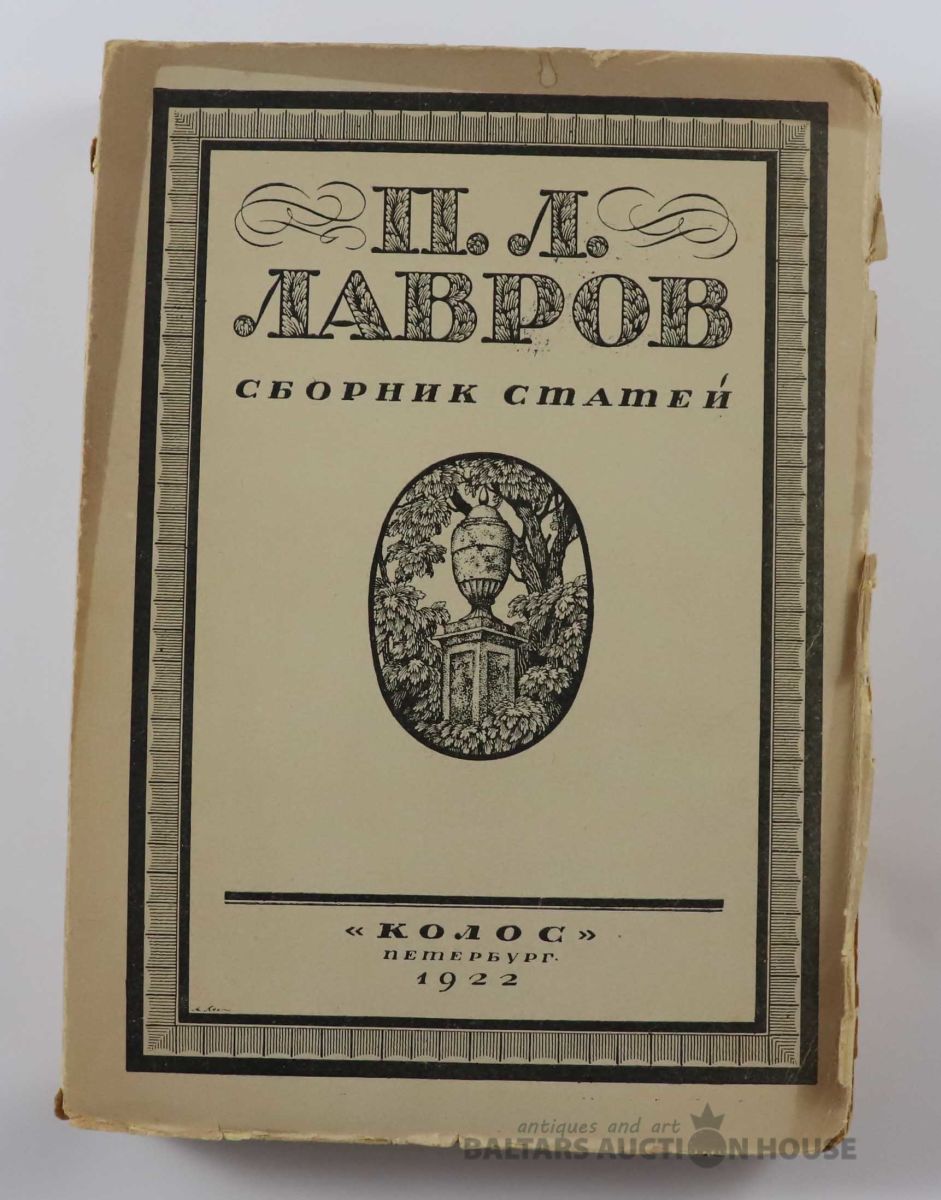 П. Л.
ЛАВРОВ
СБОРНИК СТАТЕЙ
«КОЛОС»
ПЕТЕРБУРГ.
1922
antiques and art
BALTARS AUCTION HOUSE